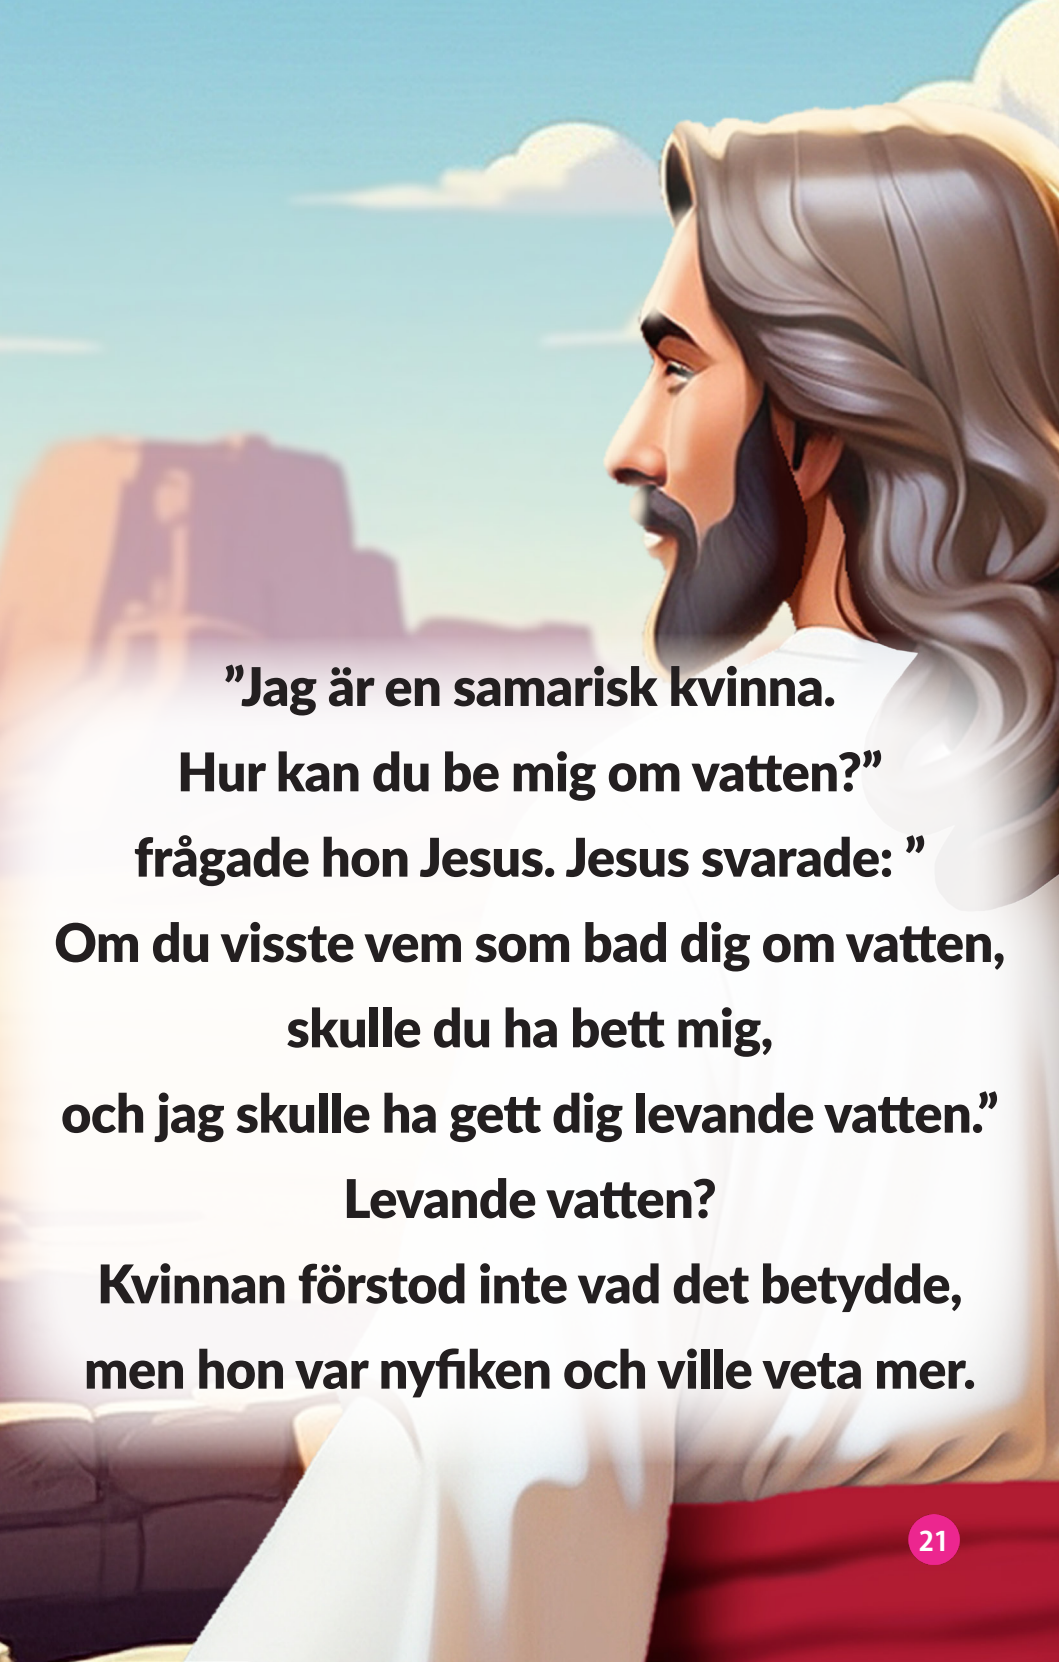 ”Jag är en samarisk kvinna.
Hur kan du be mig om vatten?”
frågade hon Jesus. Jesus svarade: ”
Om du visste vem som bad dig om vatten,
skulle du ha bett mig,
och jag skulle ha gett dig levande vatten.”
Levande vatten?
Kvinnan förstod inte vad det betydde,
men hon var nyfiken och ville veta mer.
21